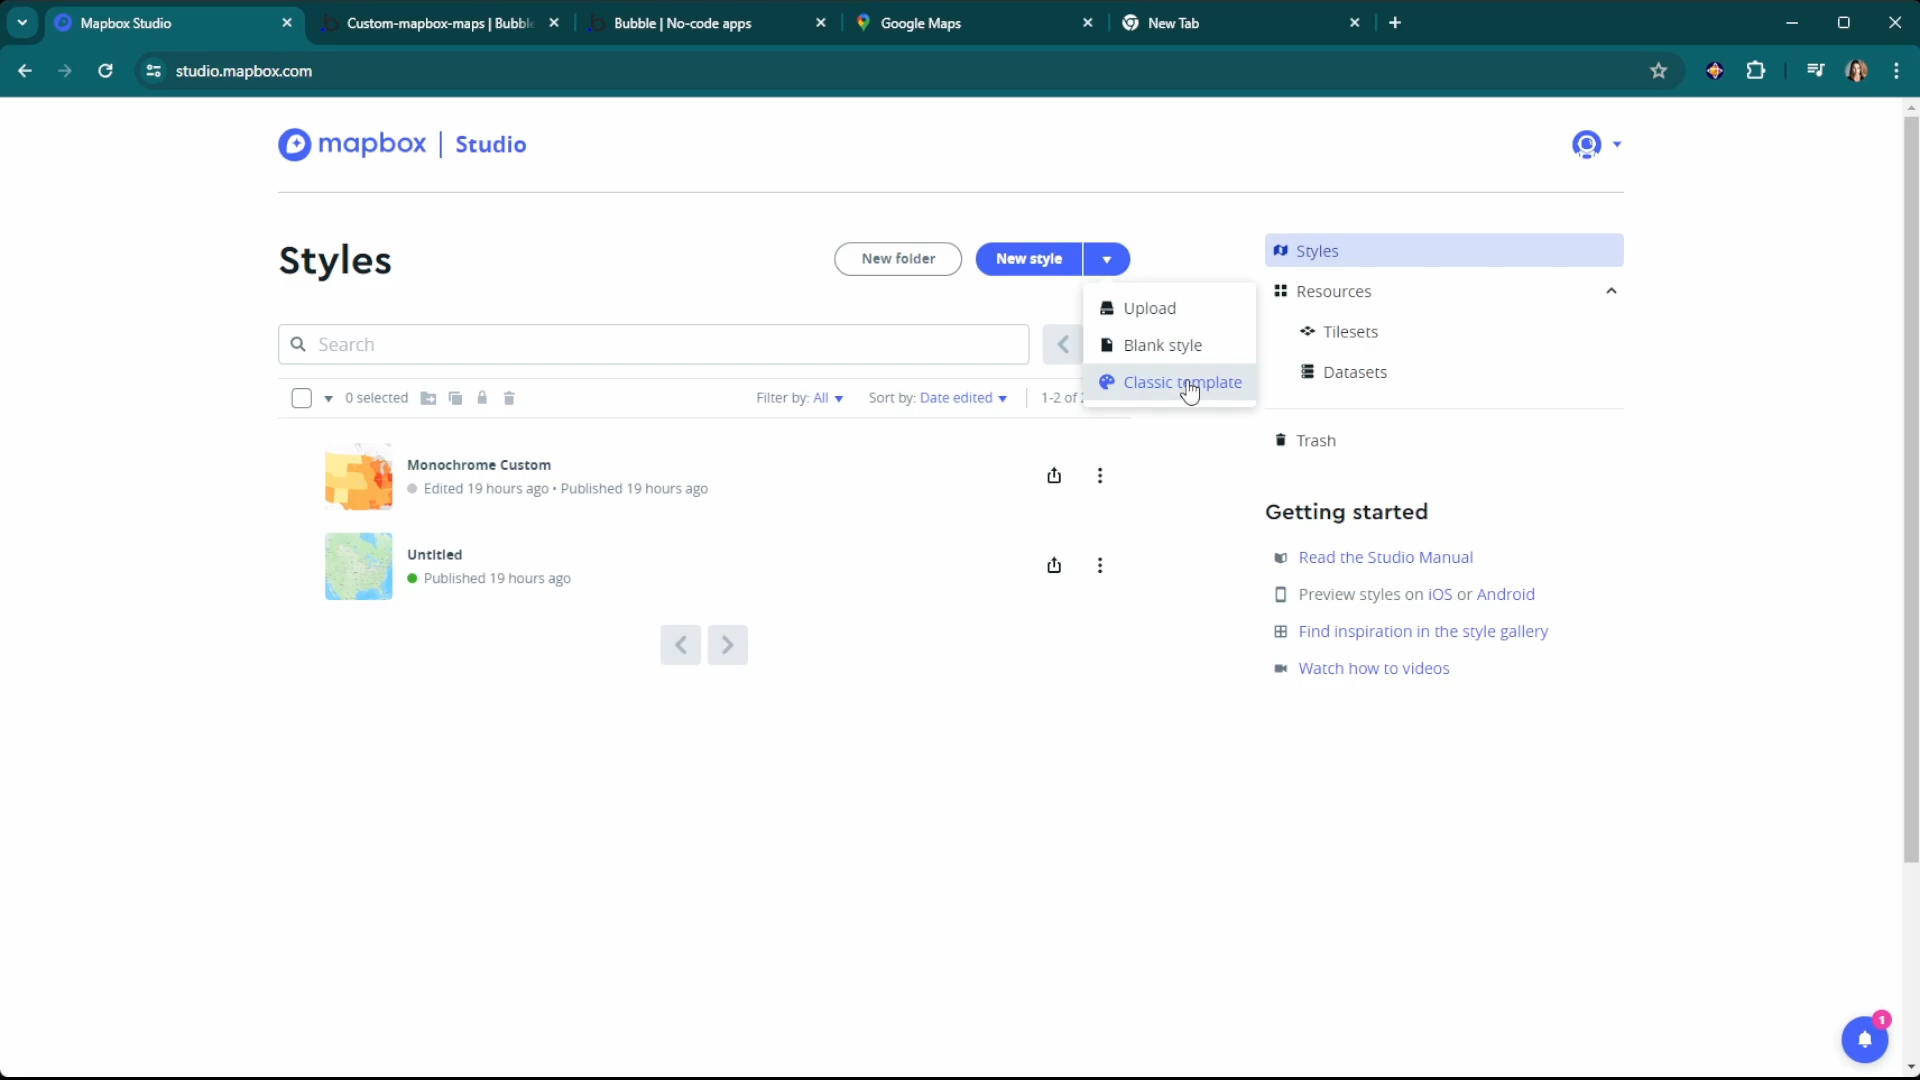 Mapbox Studio
Custom-mapbox-maps | Bubble
Bubble | No-code apps
Google Maps
New Tab
studio.mapbox.com
mapbox | Studio
Styles
New folder
New style
Upload
Blank style
Classic template
Search
0 selected
Filter by: All
Sort by: Date edited
1-2 of
Monochrome Custom
Edited 19 hours ago • Published 19 hours ago
Untitled
Published 19 hours ago
Styles
Resources
Tilesets
Datasets
Trash
Getting started
Read the Studio Manual
Preview styles on iOS or Android
Find inspiration in the style gallery
Watch how to videos
1